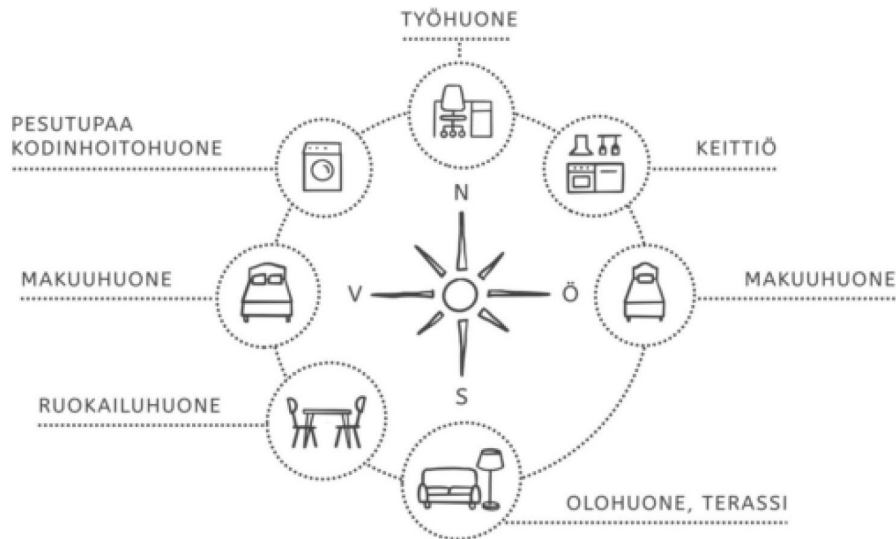 TYÖHUONE
PESUTUPAA
KODINHOITOHUONE
KEITTIÖ
N
MAKUUHUONE
V
Ö
MAKUUHUONE
S
RUOKAILUHUONE
OLOHUONE, TERASSI